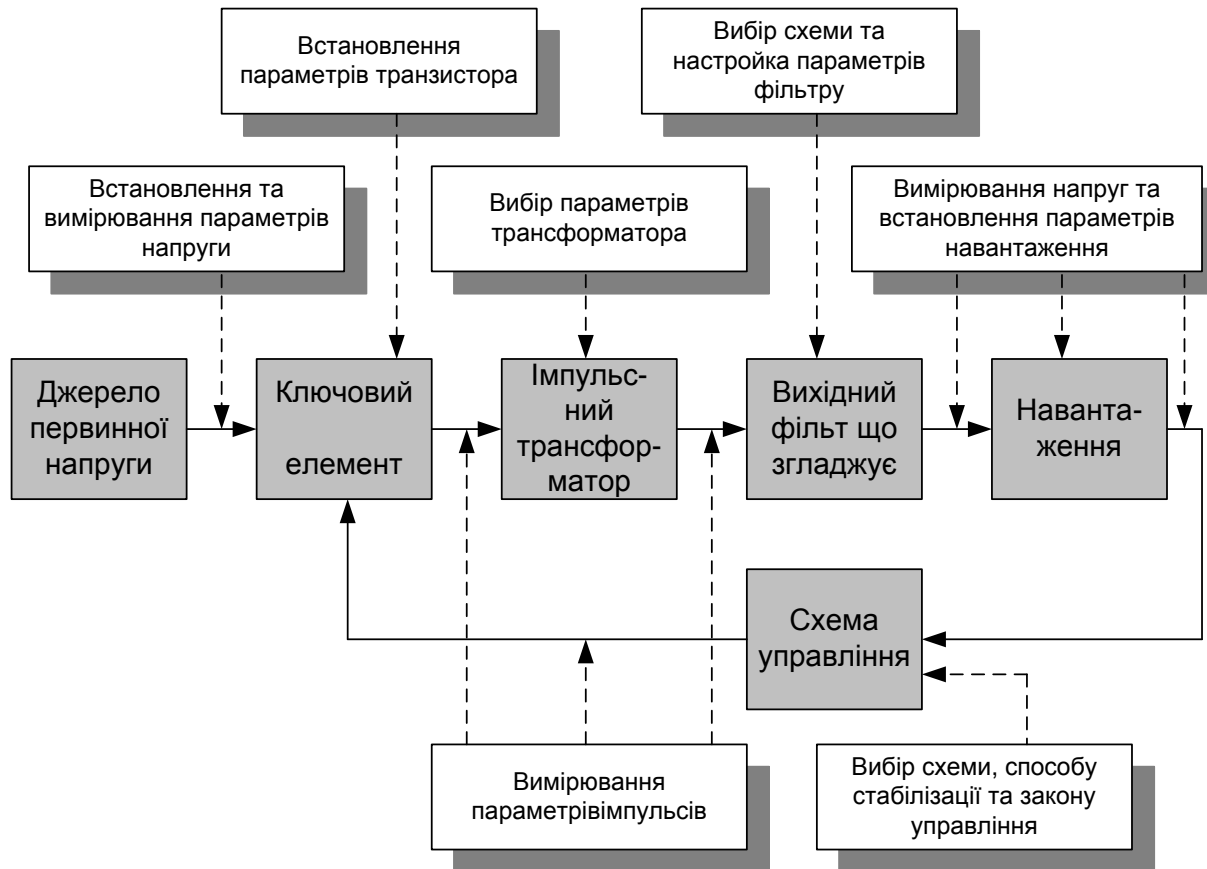 Встановлення
параметрів транзистора
Вибір схеми та
настройка параметрів
фільтру
Встановлення та
вимірювання параметрів
напруги
Вибір параметрів
трансформатора
Вимірювання напруг та
встановлення параметрів
навантаження
Джерело
первинної
напруги
Ключовий
елемент
Імпульс-
ний
трансфор-
матор
Вихідний
фільт що
згладжує
Наванта-
ження
Схема
управління
Вимірювання
параметрівімпульсів
Вибір схеми, способу
стабілізації та закону
управління